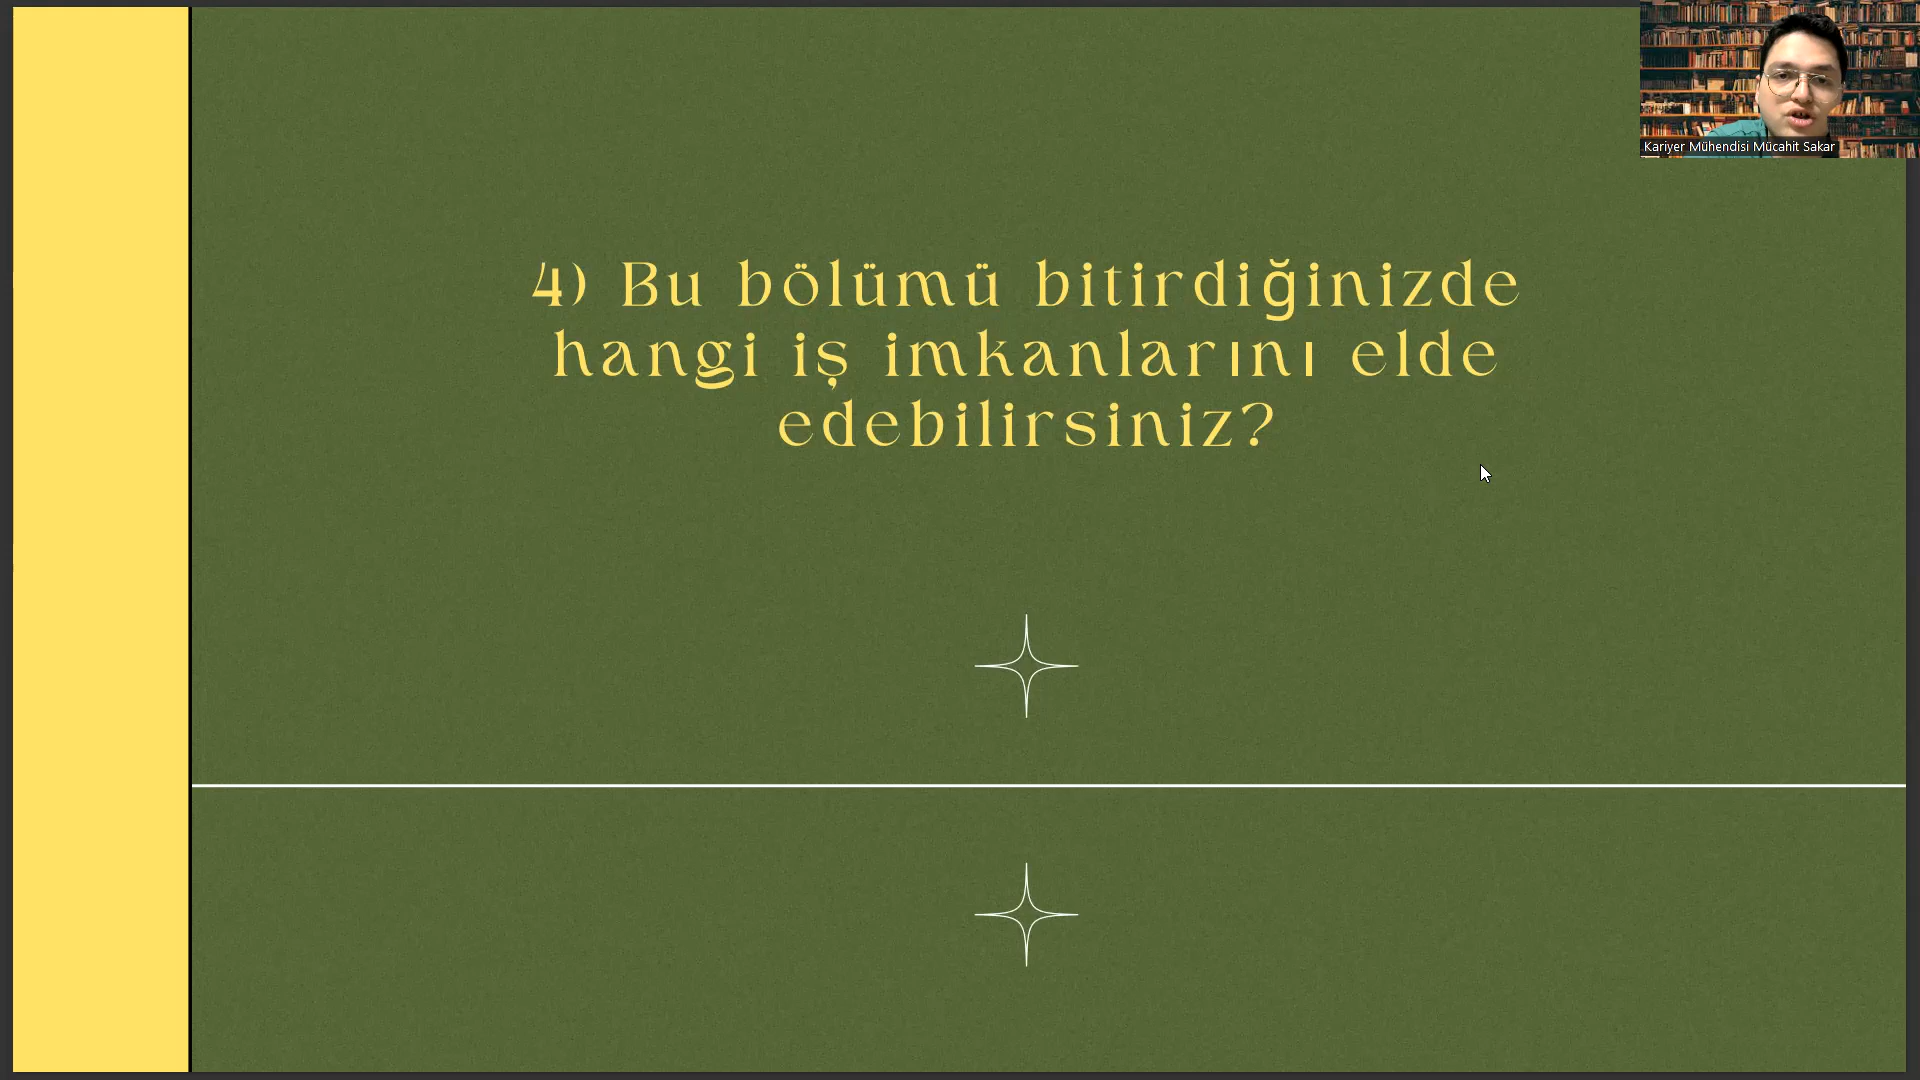 Kariyer Mühendisi Mücahit Sakar
4) Bu bölümü bitirdiğinizde
hangi iş imkanlarını elde
edebilirsiniz?